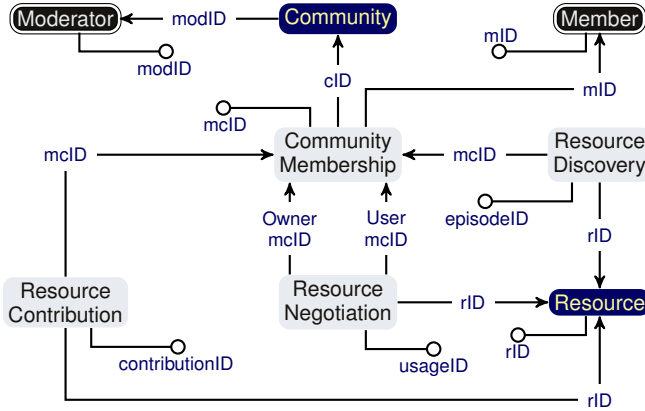 Moderator
modID
Community
Member
mID
modID
cID
mID
mcID
mcID
Community
Membership
mcID
Resource
Discovery
Owner
mcID
User
mcID
episodeID
rID
Resource
Contribution
Resource
Negotiation
rID
Resource
contributionID
usageID
rID
rID